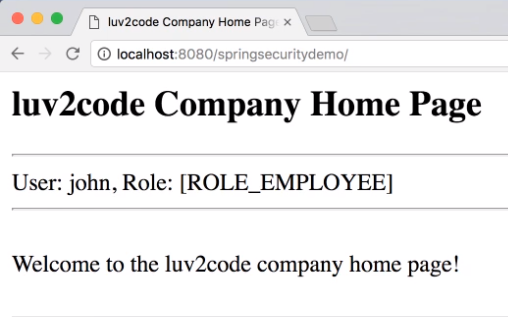 luv2code Company Home Pag
localhost:8080/springsecuritydemo/
luv2code Company Home Page
User: john, Role: [ROLE_EMPLOYEE]
Welcome to the luv2code company home page!